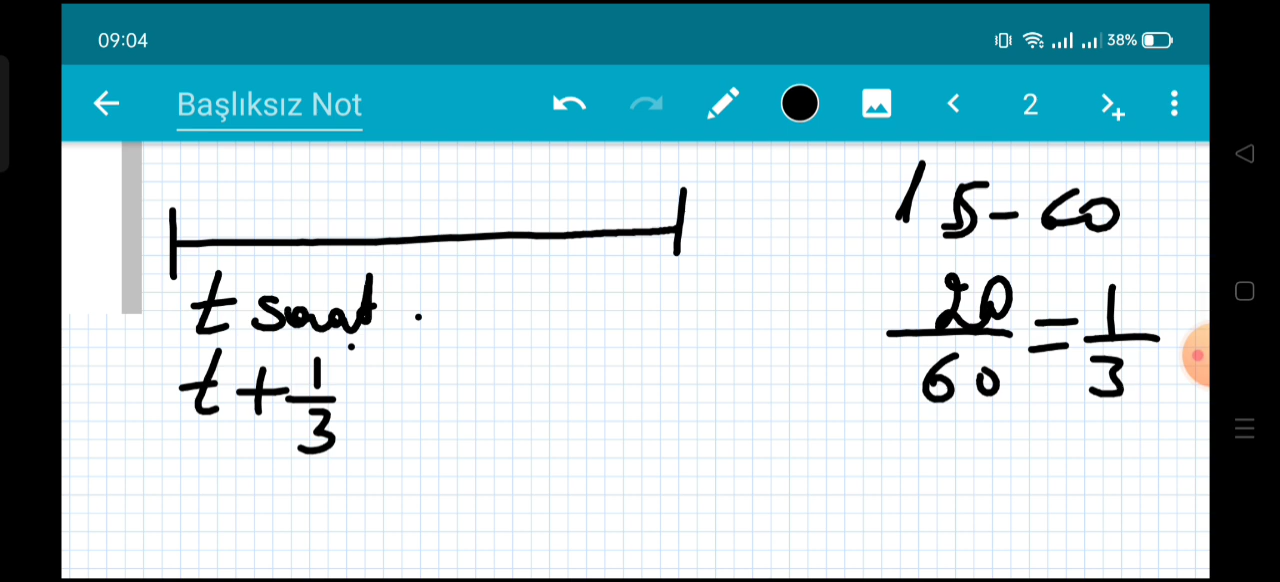 09:04
38%
Başlıksız Not
2
15-60
t saat.
20/60 = 1/3
t + 1/3